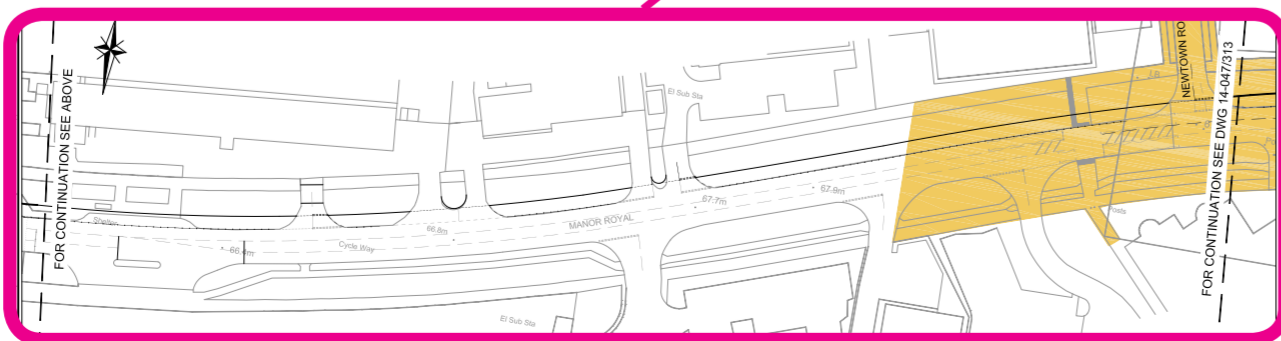 FOR CONTINUATION SEE ABOVE
Shelter
66.4m
Cycle Way
66.8m
MANOR ROYAL
El Sub Sta
El Sub Sta
67.7m
67.9m
LB
Posts
NEWTOWN RO
FOR CONTINUATION SEE DWG 14-047/313